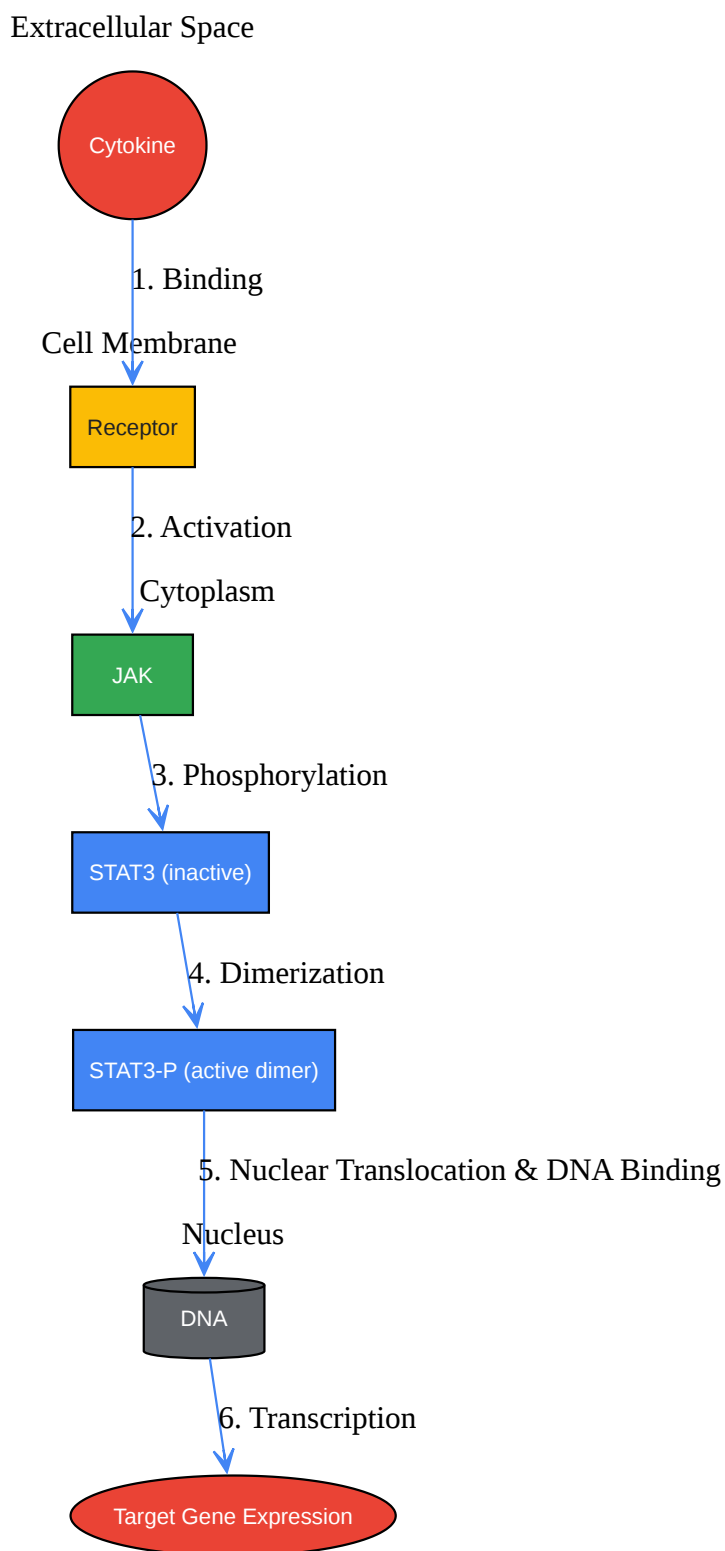 Extracellular Space
Cytokine
1. Binding
Cell Membrane
Receptor
2. Activation
Cytoplasm
JAK
3. Phosphorylation
STAT3 (inactive)
4. Dimerization
STAT3-P (active dimer)
5. Nuclear Translocation & DNA Binding
Nucleus
DNA
6. Transcription
Target Gene Expression